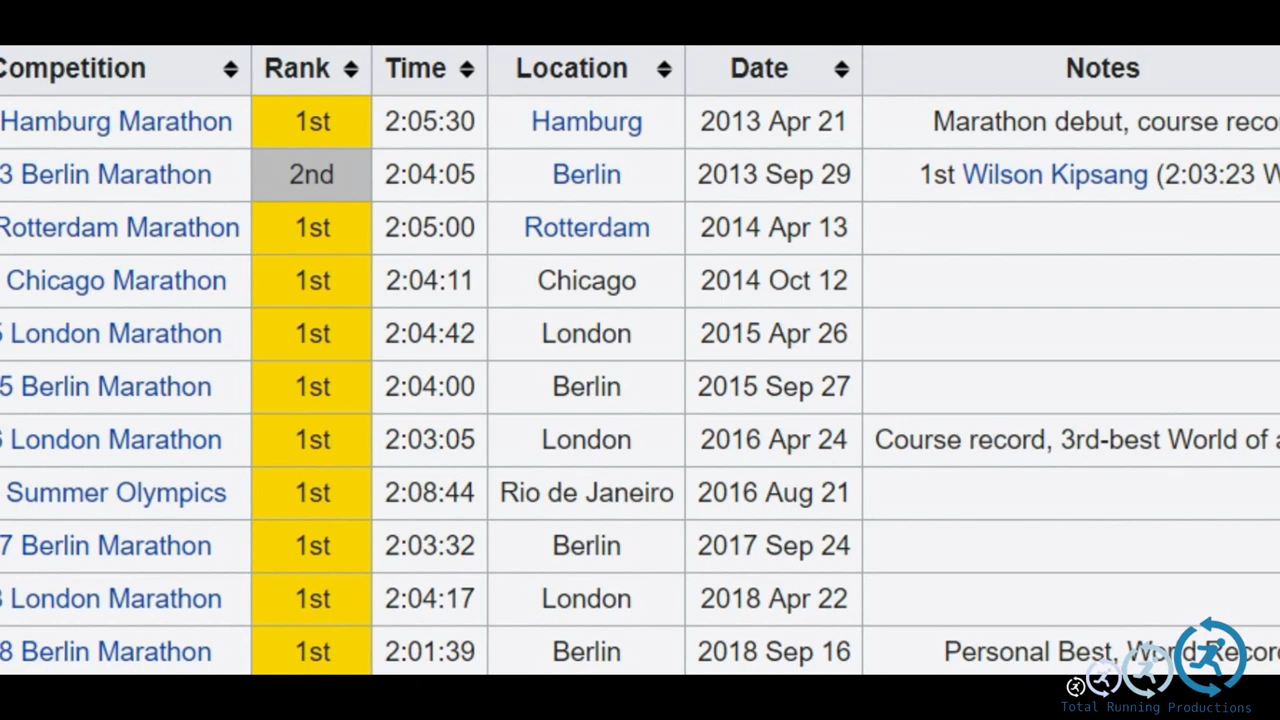 Competition Rank Time Location Date Notes
Hamburg Marathon 1st 2:05:30 Hamburg 2013 Apr 21 Marathon debut, course reco
3 Berlin Marathon 2nd 2:04:05 Berlin 2013 Sep 29 1st Wilson Kipsang (2:03:23 W
Rotterdam Marathon 1st 2:05:00 Rotterdam 2014 Apr 13
Chicago Marathon 1st 2:04:11 Chicago 2014 Oct 12
5 London Marathon 1st 2:04:42 London 2015 Apr 26
5 Berlin Marathon 1st 2:04:00 Berlin 2015 Sep 27
6 London Marathon 1st 2:03:05 London 2016 Apr 24 Course record, 3rd-best World of a
Summer Olympics 1st 2:08:44 Rio de Janeiro 2016 Aug 21
7 Berlin Marathon 1st 2:03:32 Berlin 2017 Sep 24
8 London Marathon 1st 2:04:17 London 2018 Apr 22
8 Berlin Marathon 1st 2:01:39 Berlin 2018 Sep 16 Personal Best, World Record
Total Running Productions